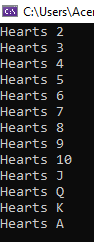 C:\Users\Acer
Hearts 2
Hearts 3
Hearts 4
Hearts 5
Hearts 6
Hearts 7
Hearts 8
Hearts 9
Hearts 10
Hearts J
Hearts Q
Hearts K
Hearts A